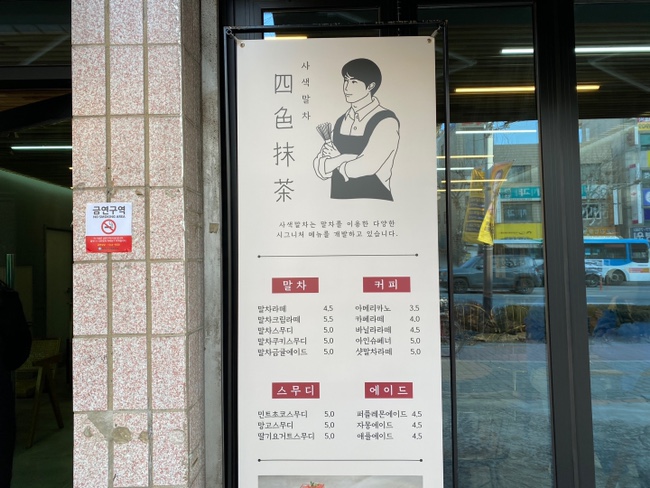 사색말차
四色抹茶
사색말차는 말차를 이용한 다양한
시그니처 메뉴를 개발하고 있습니다.
말차
말차라떼 4.5
말차크림라떼 5.5
말차스무디 5.0
말차쿠키스무디 5.0
말차금귤에이드 5.0
커피
아메리카노 3.5
카페라떼 4.0
바닐라라떼 4.5
아인슈페너 5.0
샷말차라떼 5.0
스무디
민트초코스무디 5.0
망고스무디 5.0
딸기요거트스무디 5.0
에이드
퍼플레몬에이드 4.5
자몽에이드 4.5
애플에이드 4.5
금연구역
NO SMOKING AREA